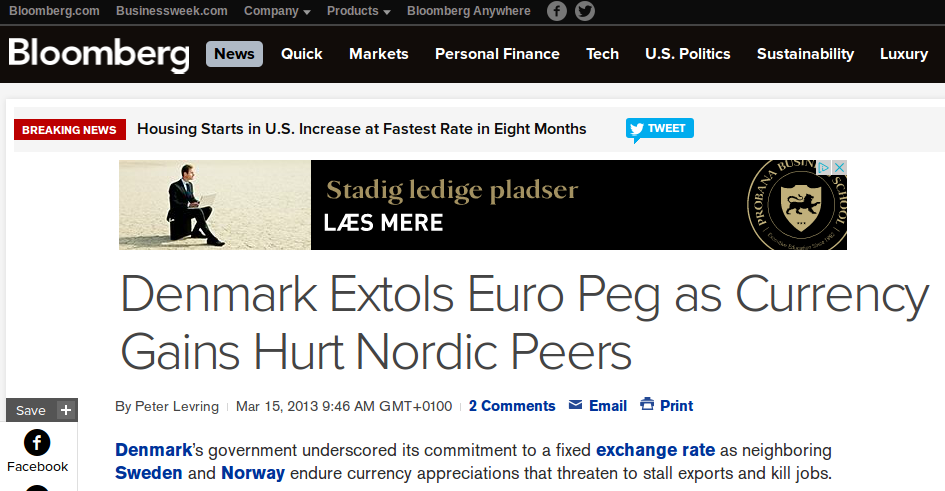 Bloomberg.com Businessweek.com Company Products Bloomberg Anywhere
Bloomberg News Quick Markets Personal Finance Tech U.S. Politics Sustainability Luxury
BREAKING NEWS Housing Starts in U.S. Increase at Fastest Rate in Eight Months TWEET
Stadig ledige pladser
LÆS MERE
PROBANA BUSIN SCHOOL
Denmark Extols Euro Peg as Currency
Gains Hurt Nordic Peers
Save + By Peter Levring Mar 15, 2013 9:46 AM GMT+0100 2 Comments Email Print
Facebook
Denmark's government underscored its commitment to a fixed exchange rate as neighboring
Sweden and Norway endure currency appreciations that threaten to stall exports and kill jobs.